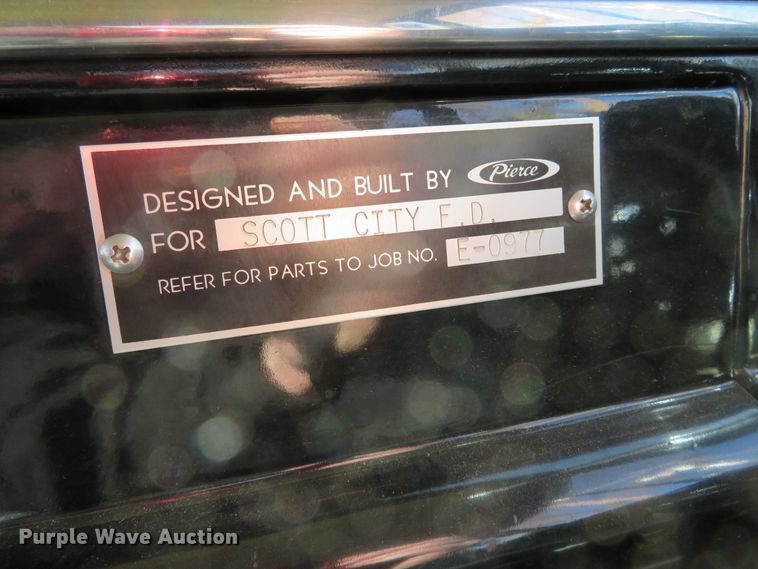 DESIGNED AND BUILT BY Pierce
FOR SCOTT CITY F.D.
REFER FOR PARTS TO JOB NO. E-0977
Purple Wave Auction